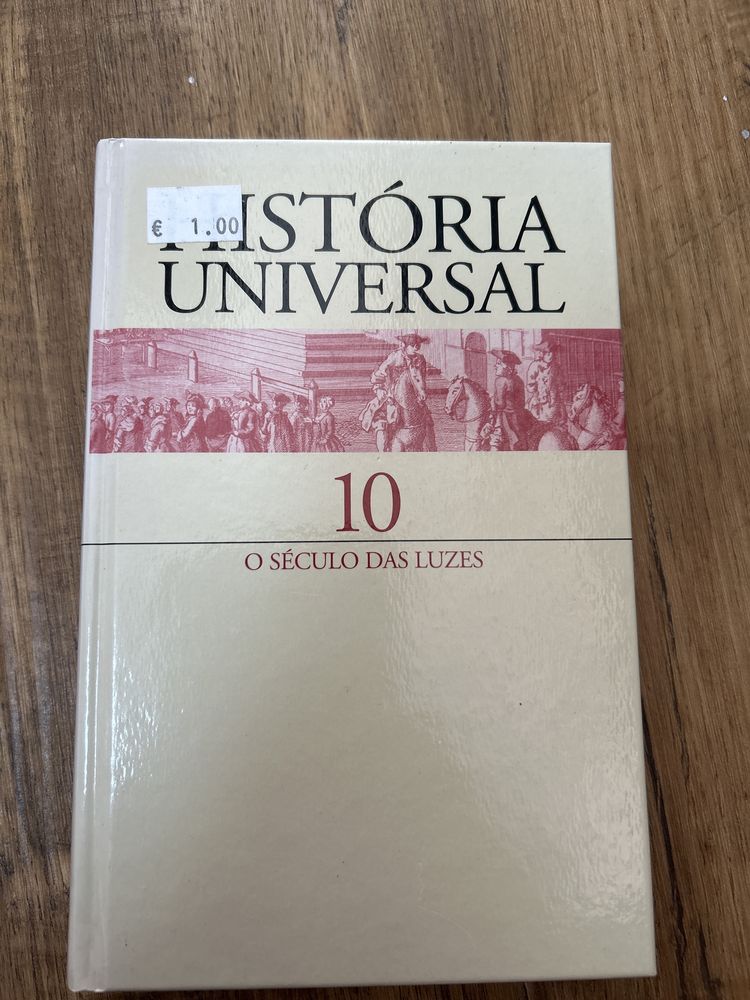 € 1.00
HISTÓRIA
UNIVERSAL
10
O SÉCULO DAS LUZES